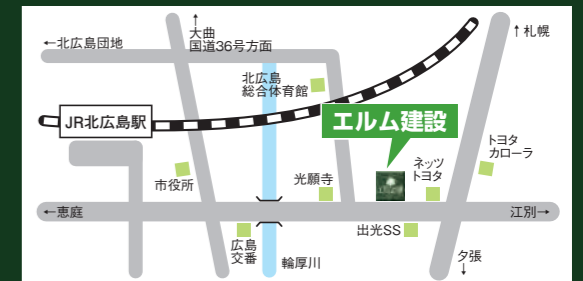 ↑
大曲
国道36号方面
←北広島団地
↑札幌
北広島
総合体育館
JR北広島駅
エルム建設
トヨタ
カローラ
ネッツ
トヨタ
市役所
光願寺
←恵庭
江別→
広島
交番
出光SS
輪厚川
夕張
↓